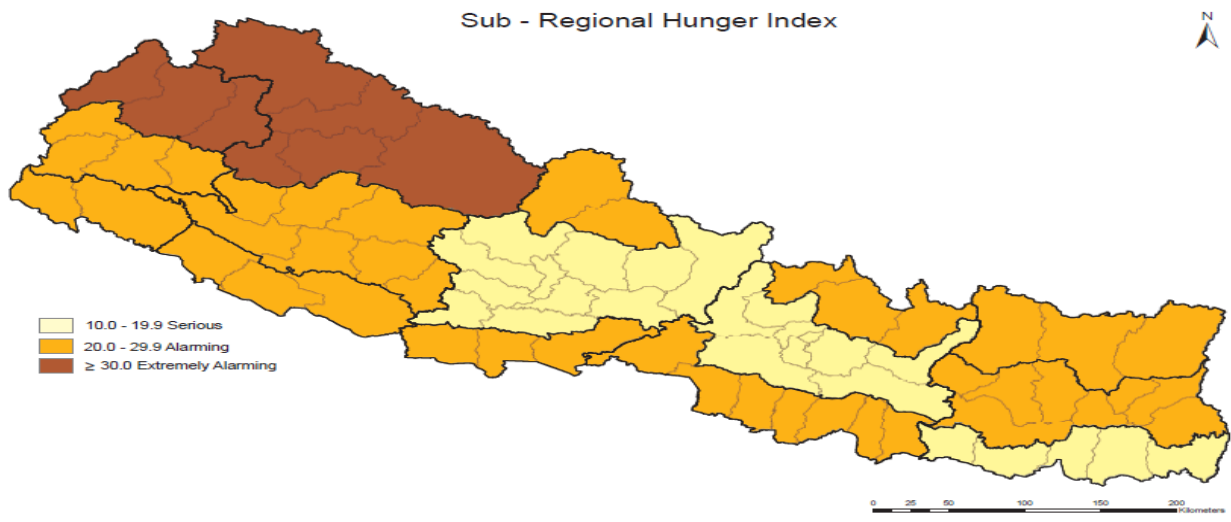 Sub - Regional Hunger Index
N
10.0 - 19.9 Serious
20.0 - 29.9 Alarming
≥ 30.0 Extremely Alarming
0 25 50 100 150 200
Kilometers